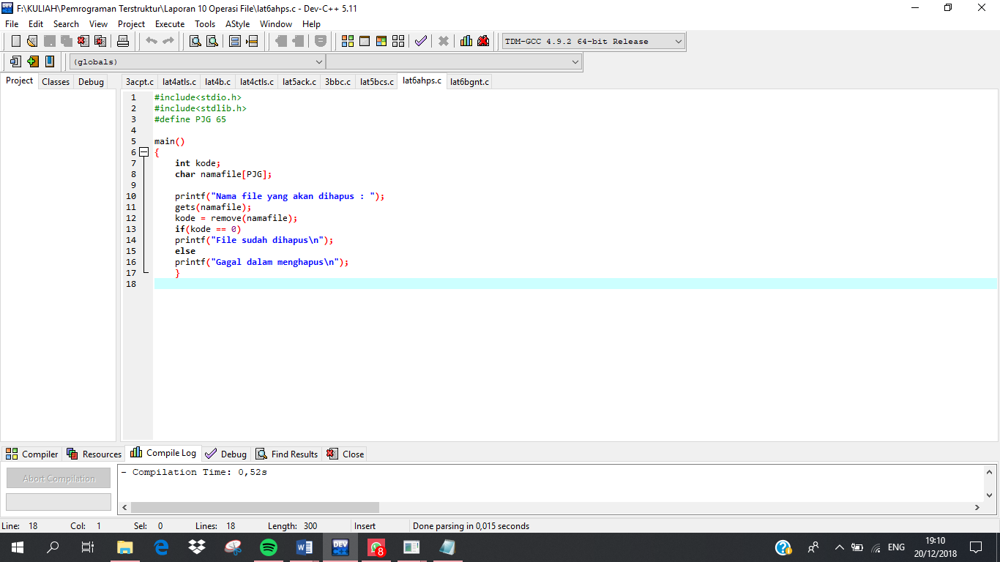 F:\KULIAH\Pemrograman Terstruktur\Laporan 10 Operasi File\lat6ahps.c - Dev-C++ 5.11
File Edit Search View Project Execute Tools AStyle Window Help
TDM-GCC 4.9.2 64-bit Release
(globals)
Project Classes Debug 3acpt.c lat4atls.c lat4b.c lat4ctls.c lat5ack.c 3bbc.c lat5bcs.c lat6ahps.c lat6bgnt.c
1 #include<stdio.h>
2 #include<stdlib.h>
3 #define PJG 65
4
5 main()
6 {
7 int kode;
8 char namafile[PJG];
9
10 printf("Nama file yang akan dihapus : ");
11 gets(namafile);
12 kode = remove(namafile);
13 if(kode == 0)
14 printf("File sudah dihapus\n");
15 else
16 printf("Gagal dalam menghapus\n");
17 }
18
Compiler Resources Compile Log Debug Find Results Close
Abort Compilation
- Compilation Time: 0,52s
Line: 18 Col: 1 Sel: 0 Lines: 18 Length: 300 Insert Done parsing in 0,015 seconds
DEV
8
ENG
19:10
20/12/2018